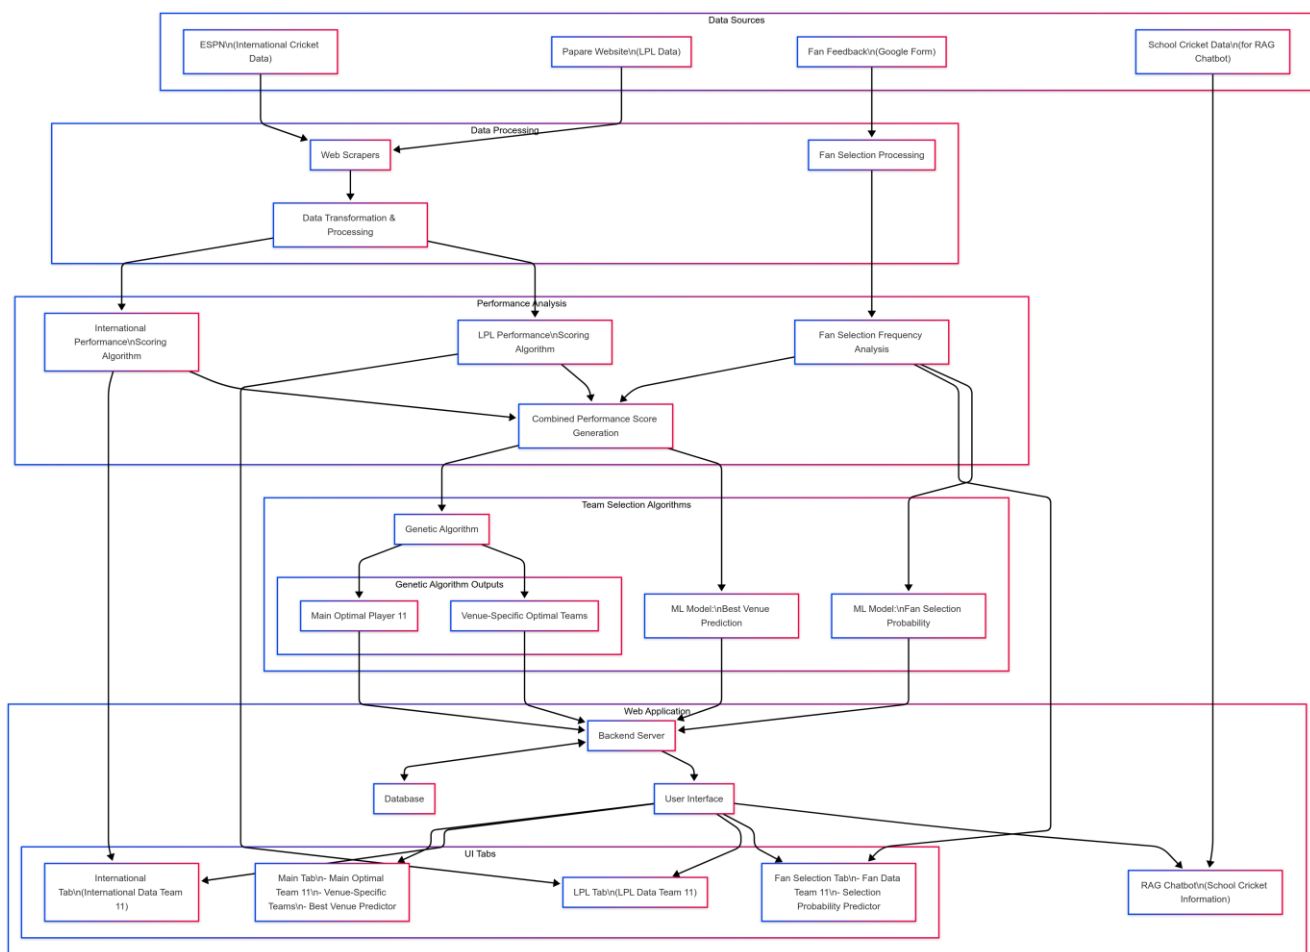 Data Sources
ESPN\n(International Cricket
Data)
Papare Website\n(LPL Data)
Fan Feedback\n(Google Form)
School Cricket Data\n(for RAG
Chatbot)
Data Processing
Web Scrapers
Fan Selection Processing
Data Transformation &
Processing
Performance Analysis
International
Performance\nScoring
Algorithm
LPL Performance\nScoring
Algorithm
Fan Selection Frequency
Analysis
Combined Performance Score
Generation
Team Selection Algorithms
Genetic Algorithm
Genetic Algorithm Outputs
Main Optimal Player 11
Venue-Specific Optimal Teams
ML Model:\nBest Venue
Prediction
ML Model:\nFan Selection
Probability
Web Application
Backend Server
Database
User Interface
UI Tabs
International
Tab\n(International Data Team
11)
Main Tab\n- Main Optimal
Team 11\n- Venue-Specific
Teams\n- Best Venue Predictor
LPL Tab\n(LPL Data Team 11)
Fan Selection Tab\n- Fan Data
Team 11\n- Selection
Probability Predictor
RAG Chatbot\n(School Cricket
Information)